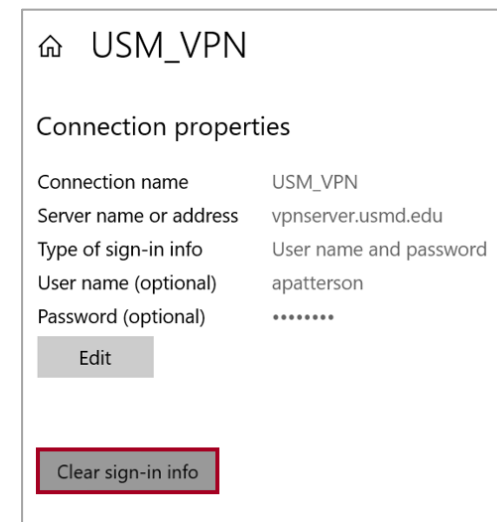 USM_VPN
Connection properties
Connection name USM_VPN
Server name or address vpnserver.usmd.edu
Type of sign-in info User name and password
User name (optional) apatterson
Password (optional) ••••••••
Edit
Clear sign-in info